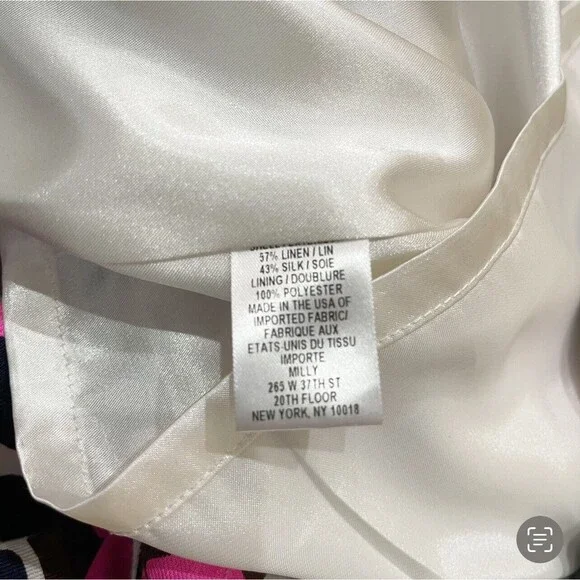 57% LINEN / LIN
43% SILK / SOIE
LINING / DOUBLURE
100% POLYESTER
MADE IN THE USA OF
IMPORTED FABRIC/
FABRIQUE AUX
ETATS-UNIS DU TISSU
IMPORTE
MILLY
265 W 37TH ST
20TH FLOOR
NEW YORK, NY 10018